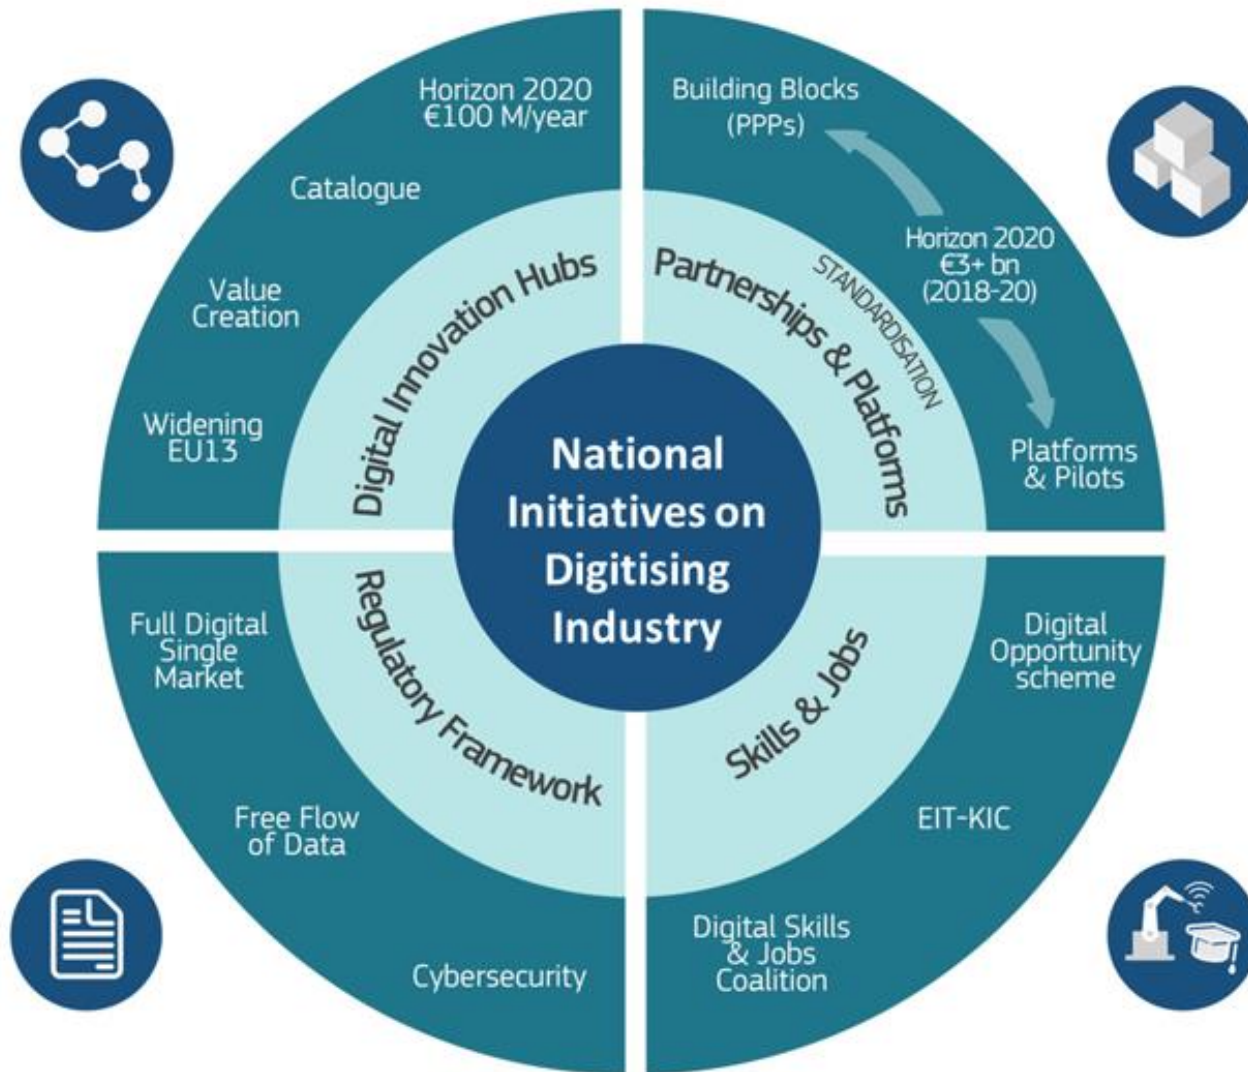 Horizon 2020
€100 M/year
Catalogue
Value
Creation
Widening
EU13
Digital Innovation Hubs
Building Blocks
(PPPs)
Horizon 2020
€3+ bn
(2018-20)
Platforms
& Pilots
STANDARDISATION
Partnerships & Platforms
National
Initiatives on
Digitising
Industry
Regulatory Framework
Full Digital
Single
Market
Free Flow
of Data
Cybersecurity
Skills & Jobs
Digital
Opportunity
scheme
EIT-KIC
Digital Skills
& Jobs
Coalition